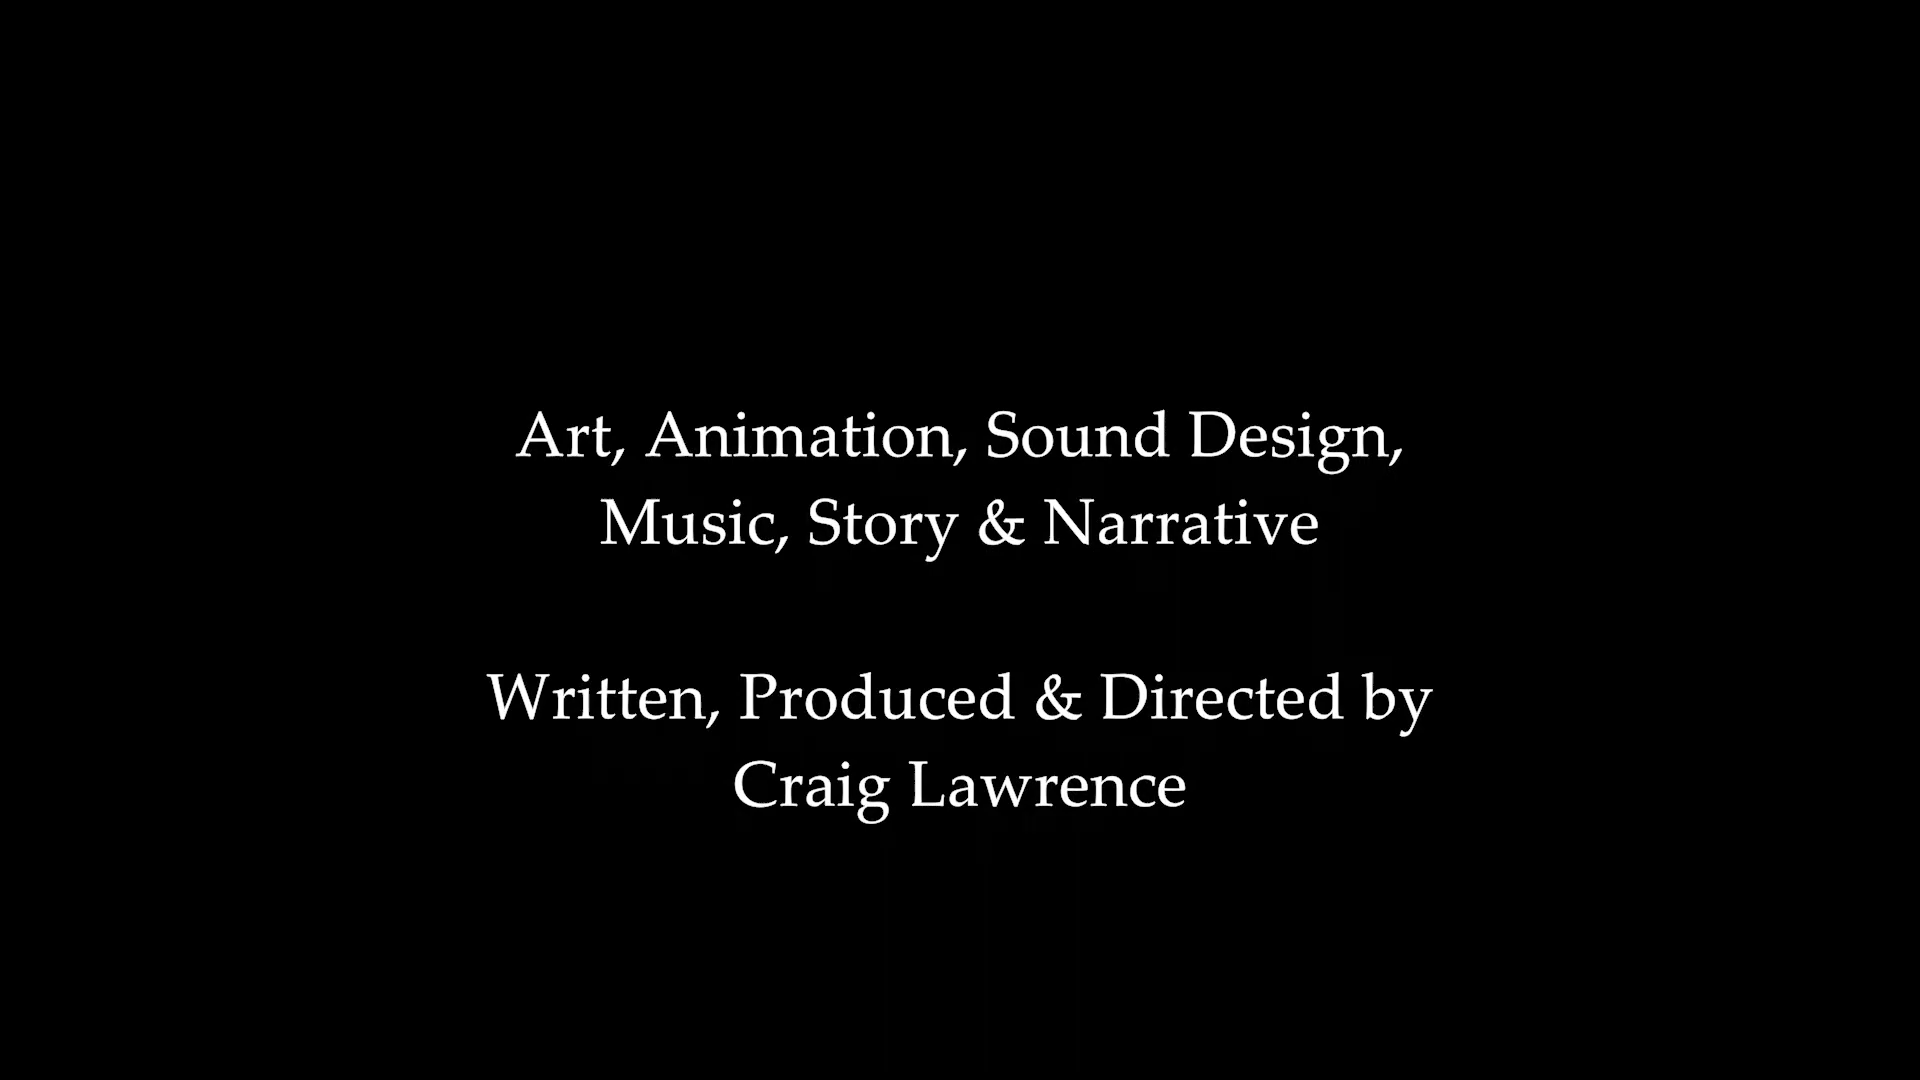 Art, Animation, Sound Design,
Music, Story & Narrative
Written, Produced & Directed by
Craig Lawrence